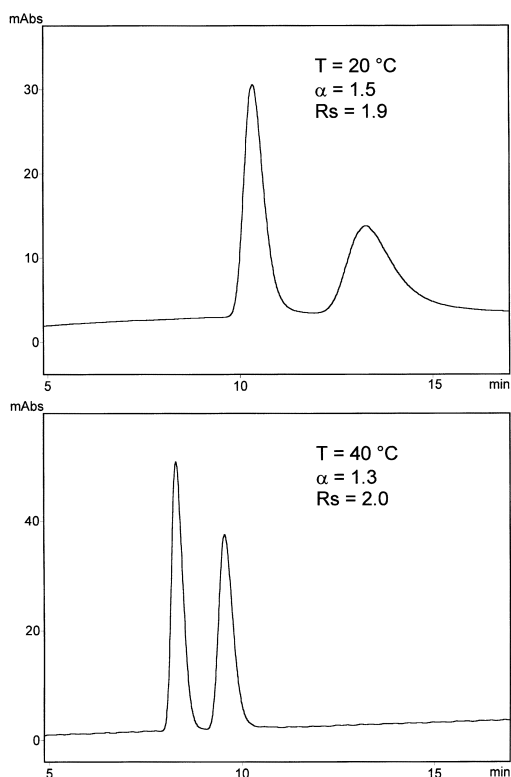 mAbs
30
20
10
0
T = 20 °C
α = 1.5
Rs = 1.9
5 10 15 min
mAbs
40
20
0
T = 40 °C
α = 1.3
Rs = 2.0
5 10 15 min